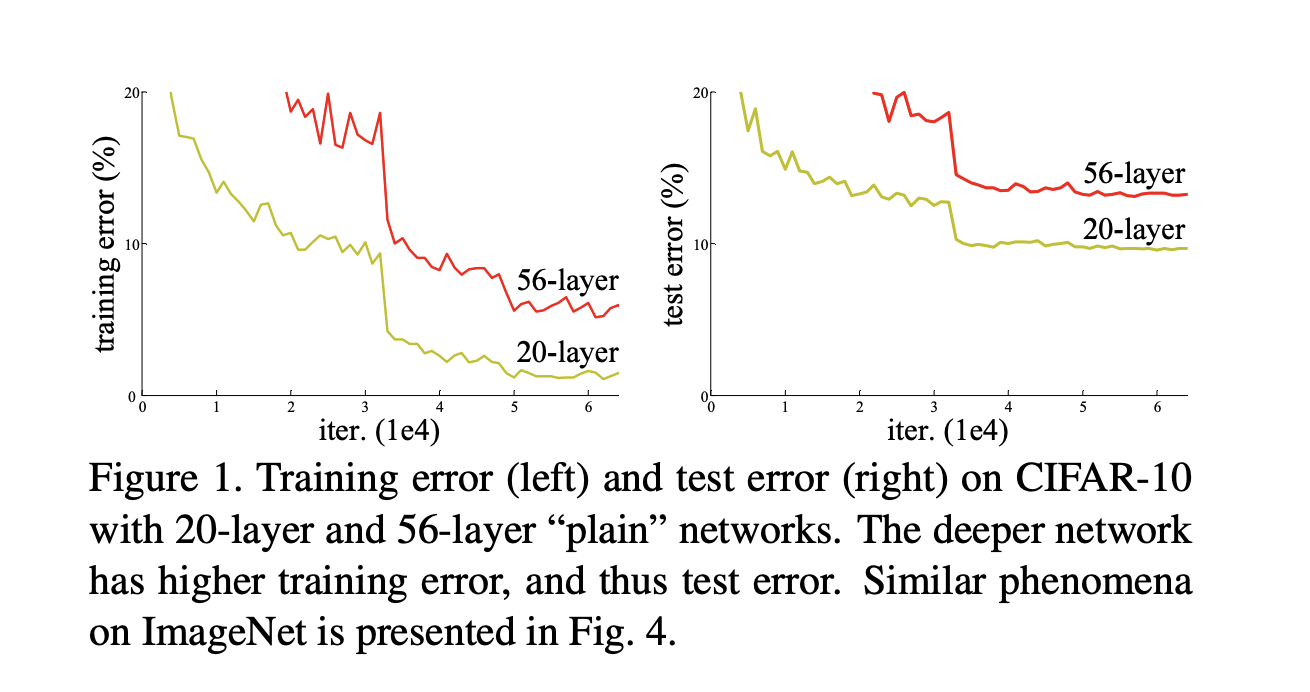 20
10
0
training error (%)
56-layer
20-layer
0 1 2 3 4 5 6
iter. (1e4)
20
10
0
test error (%)
56-layer
20-layer
0 1 2 3 4 5 6
iter. (1e4)
Figure 1. Training error (left) and test error (right) on CIFAR-10
with 20-layer and 56-layer “plain” networks. The deeper network
has higher training error, and thus test error. Similar phenomena
on ImageNet is presented in Fig. 4.